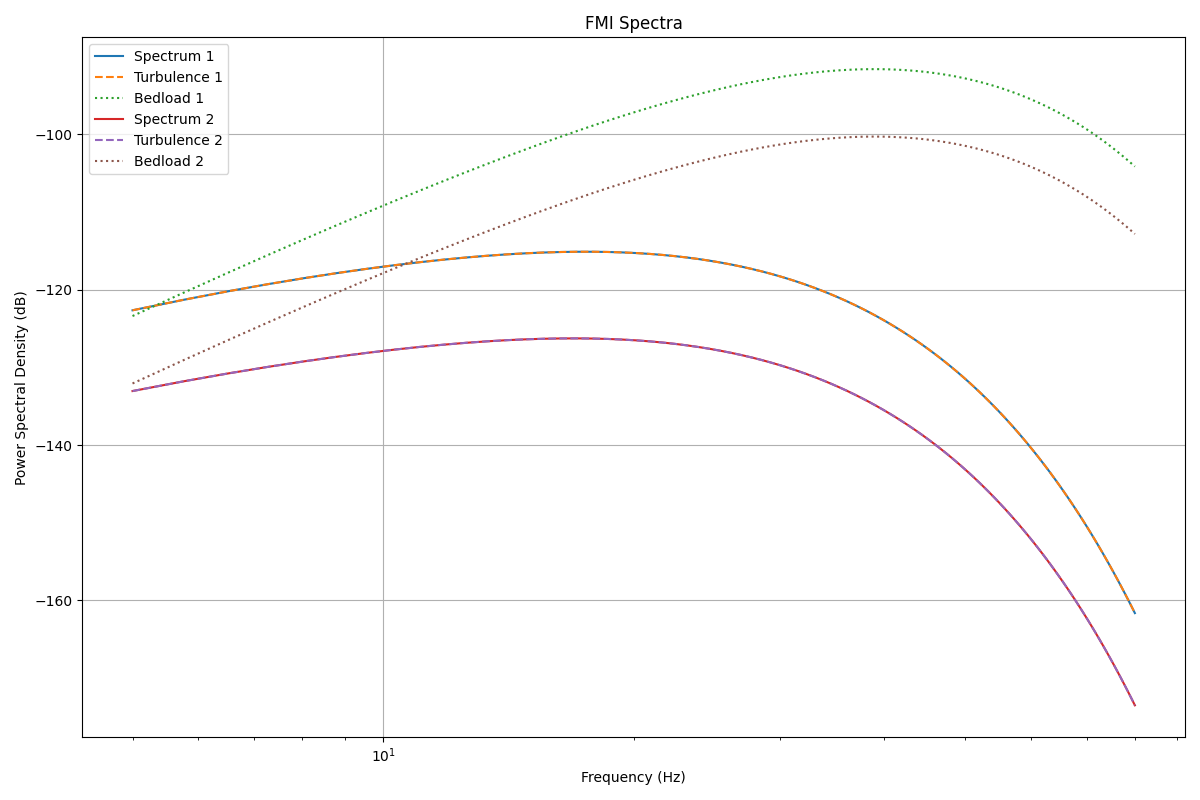 FMI Spectra
Spectrum 1
Turbulence 1
Bedload 1
Spectrum 2
Turbulence 2
Bedload 2
Power Spectral Density (dB)
−100
−120
−140
−160
10¹
Frequency (Hz)